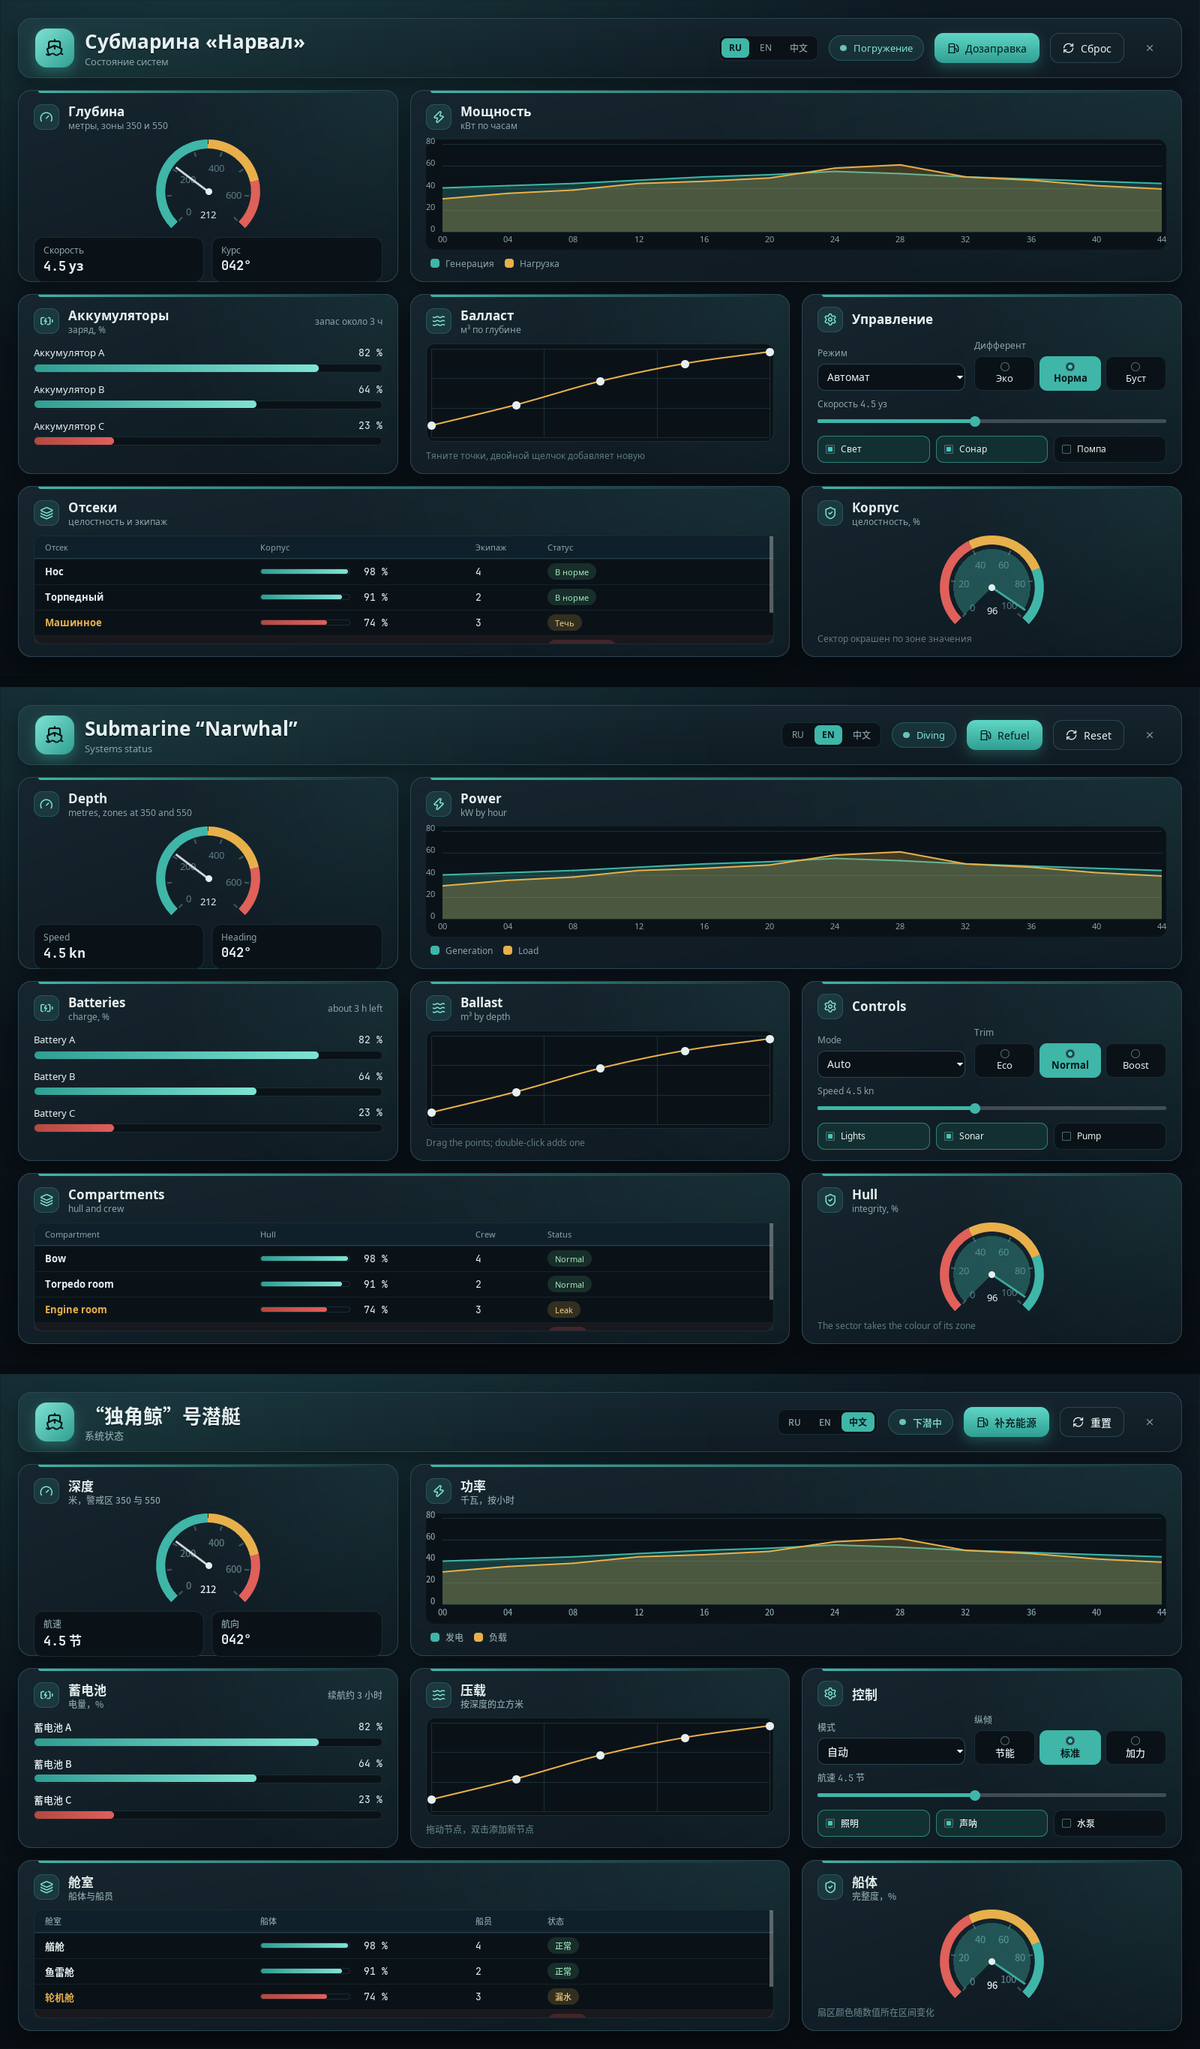 Субмарина «Нарвал»
Состояние систем
RU EN 中文
Погружение
Дозаправка
Сброс
Глубина
метры, зоны 350 и 550
0 200 400 600
212
Скорость
4.5 уз
Курс
042°
Мощность
кВт по часам
80
60
40
20
0
00 04 08 12 16 20 24 28 32 36 40 44
Генерация Нагрузка
Аккумуляторы
заряд, %
запас около 3 ч
Аккумулятор A 82 %
Аккумулятор B 64 %
Аккумулятор C 23 %
Балласт
м³ по глубине
Тяните точки, двойной щелчок добавляет новую
Управление
Режим
Автомат
Дифферент
Эко Норма Буст
Скорость 4.5 уз
Свет Сонар Помпа
Отсеки
целостность и экипаж
Отсек Корпус Экипаж Статус
Нос 98 % 4 В норме
Торпедный 91 % 2 В норме
Машинное 74 % 3 Течь
Корпус
целостность, %
0 20 40 60 80 100
96
Сектор окрашен по зоне значения
Submarine “Narwhal”
Systems status
RU EN 中文
Diving
Refuel
Reset
Depth
metres, zones at 350 and 550
0 200 400 600
212
Speed
4.5 kn
Heading
042°
Power
kW by hour
80
60
40
20
0
00 04 08 12 16 20 24 28 32 36 40 44
Generation Load
Batteries
charge, %
about 3 h left
Battery A 82 %
Battery B 64 %
Battery C 23 %
Ballast
m³ by depth
Drag the points; double-click adds one
Controls
Mode
Auto
Trim
Eco Normal Boost
Speed 4.5 kn
Lights Sonar Pump
Compartments
hull and crew
Compartment Hull Crew Status
Bow 98 % 4 Normal
Torpedo room 91 % 2 Normal
Engine room 74 % 3 Leak
Hull
integrity, %
0 20 40 60 80 100
96
The sector takes the colour of its zone
“独角鲸”号潜艇
系统状态
RU EN 中文
下潜中
补充能源
重置
深度
米，警戒区 350 与 550
0 200 400 600
212
航速
4.5 节
航向
042°
功率
千瓦，按小时
80
60
40
20
0
00 04 08 12 16 20 24 28 32 36 40 44
发电 负载
蓄电池
电量，%
续航约 3 小时
蓄电池 A 82 %
蓄电池 B 64 %
蓄电池 C 23 %
压载
按深度的立方米
拖动节点，双击添加新节点
控制
模式
自动
纵倾
节能 标准 加力
航速 4.5 节
照明 声呐 水泵
舱室
船体与船员
舱室 船体 船员 状态
艏舱 98 % 4 正常
鱼雷舱 91 % 2 正常
轮机舱 74 % 3 漏水
船体
完整度，%
0 20 40 60 80 100
96
扇区颜色随数值所在区间变化